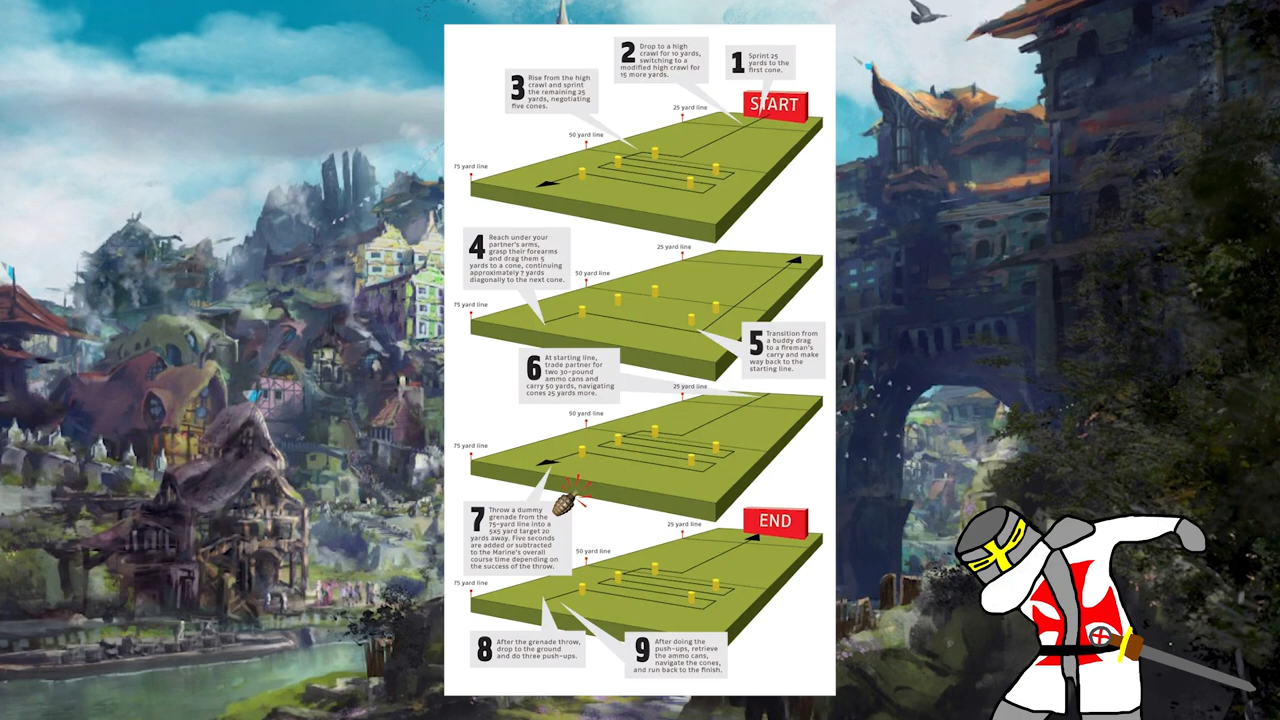 2 Drop to a high
crawl for 10 yards,
switching to a
modified high crawl for
15 more yards.
1 Sprint 25
yards to the
first cone.
3 Rise from the high
crawl and sprint
the remaining 25
yards, negotiating
five cones.
START
25 yard line
50 yard line
75 yard line
4 Reach under your
partner's arms,
grasp their forearms
and drag them 5
yards to a cone, continuing
approximately 7 yards
diagonally to the next cone.
25 yard line
50 yard line
75 yard line
5 Transition from
a buddy drag
to a fireman's
carry and make
way back to the
starting line.
6 At starting line,
trade partner for
two 30-pound
ammo cans and
carry 50 yards, navigating
cones 25 yards more.
25 yard line
50 yard line
75 yard line
7 Throw a dummy
grenade from the
75-yard line into a
5x5 yard target 20
yards away. Five seconds
are added or subtracted
to the Marine's overall
course time depending on
the success of the throw.
END
25 yard line
50 yard line
75 yard line
8 After the grenade throw,
drop to the ground
and do three push-ups.
9 After doing the
push-ups, retrieve
the ammo cans,
navigate the cones,
and run back to the finish.